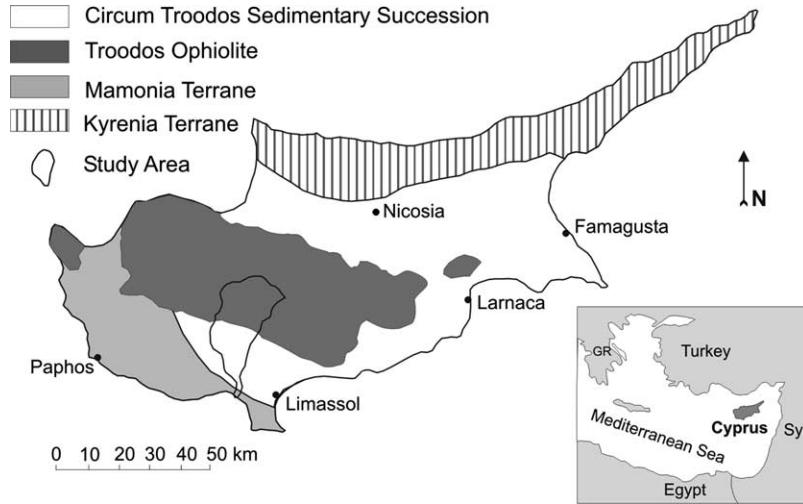 Circum Troodos Sedimentary Succession
Troodos Ophiolite
Mamonia Terrane
Kyrenia Terrane
Study Area
N
Nicosia
Famagusta
Larnaca
Paphos
Limassol
0 10 20 30 40 50 km
GR
Turkey
Cyprus
Sy
Mediterranean Sea
Egypt